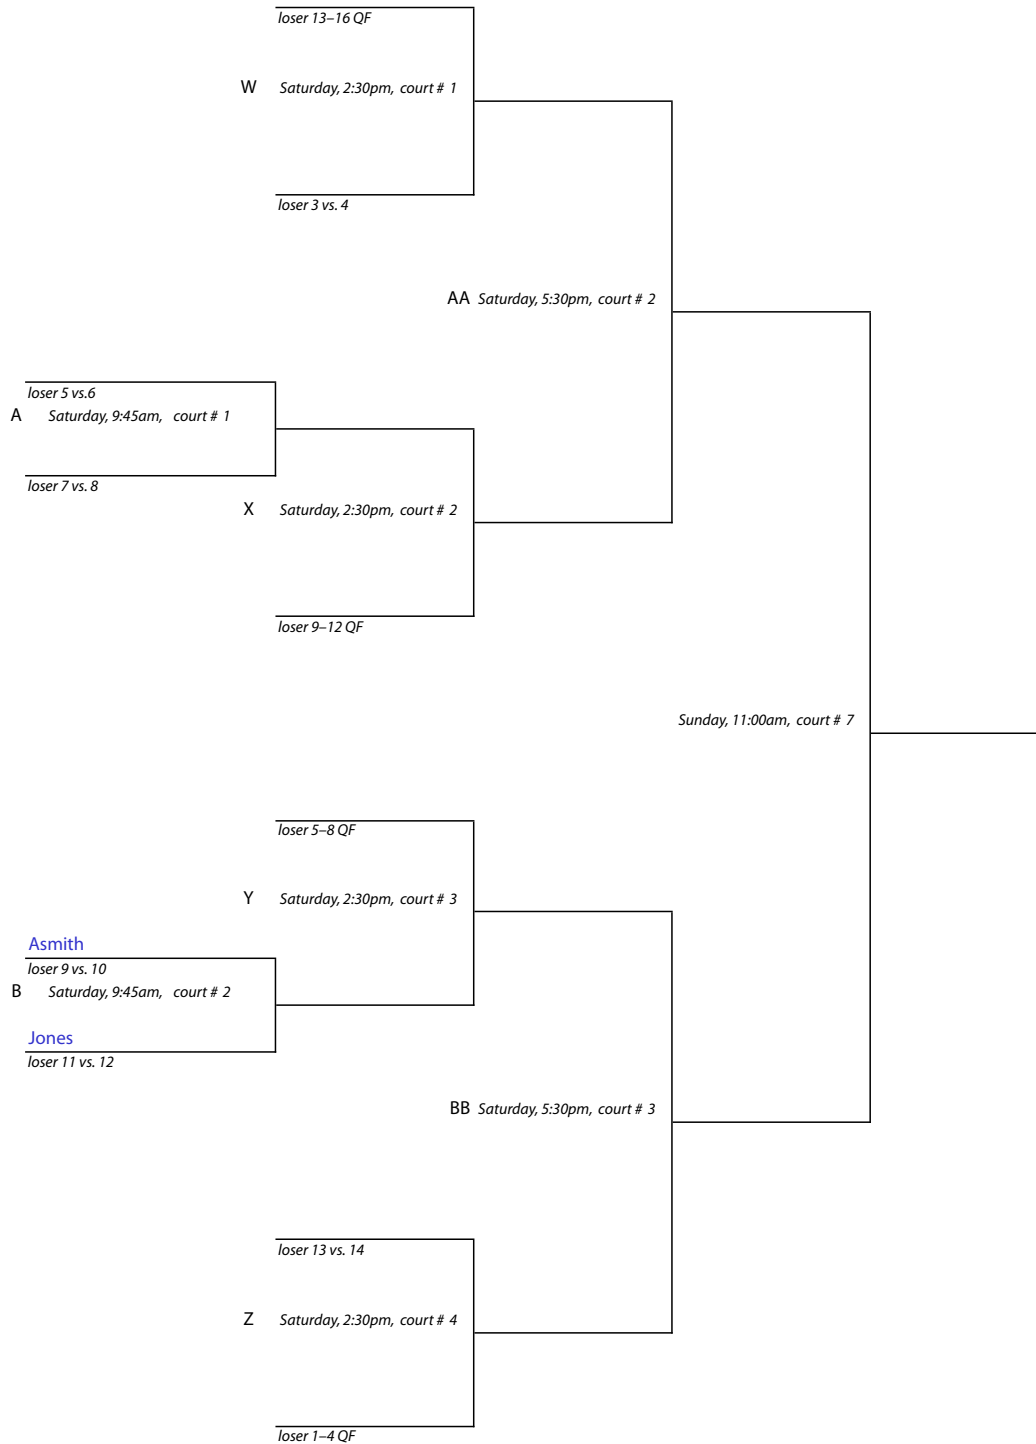 loser 13–16 QF
W Saturday, 2:30pm, court # 1
loser 3 vs. 4
AA Saturday, 5:30pm, court # 2
loser 5 vs.6
A Saturday, 9:45am, court # 1
loser 7 vs. 8
X Saturday, 2:30pm, court # 2
loser 9–12 QF
Sunday, 11:00am, court # 7
loser 5–8 QF
Y Saturday, 2:30pm, court # 3
Asmith
loser 9 vs. 10
B Saturday, 9:45am, court # 2
Jones
loser 11 vs. 12
BB Saturday, 5:30pm, court # 3
loser 13 vs. 14
Z Saturday, 2:30pm, court # 4
loser 1–4 QF